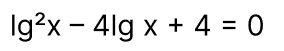 lg²x – 4lg x + 4 = 0